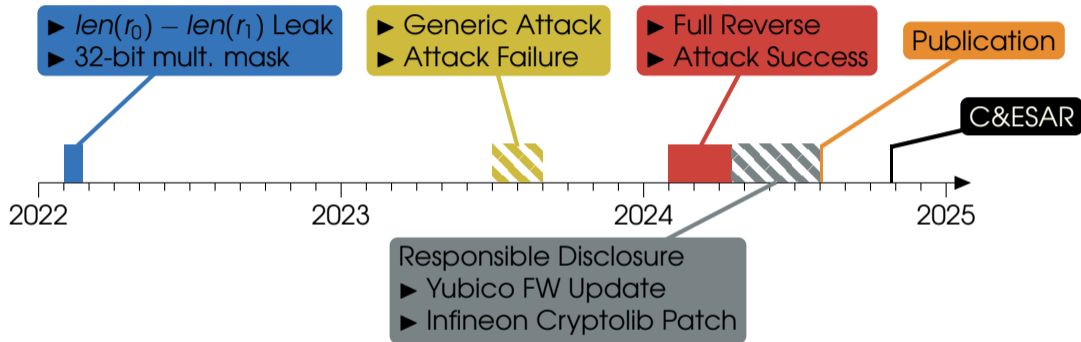 ► len(r₀) – len(r₁) Leak
► 32-bit mult. mask
► Generic Attack
► Attack Failure
► Full Reverse
► Attack Success
Publication
C&ESAR
2022
2023
2024
2025
Responsible Disclosure
► Yubico FW Update
► Infineon Cryptolib Patch